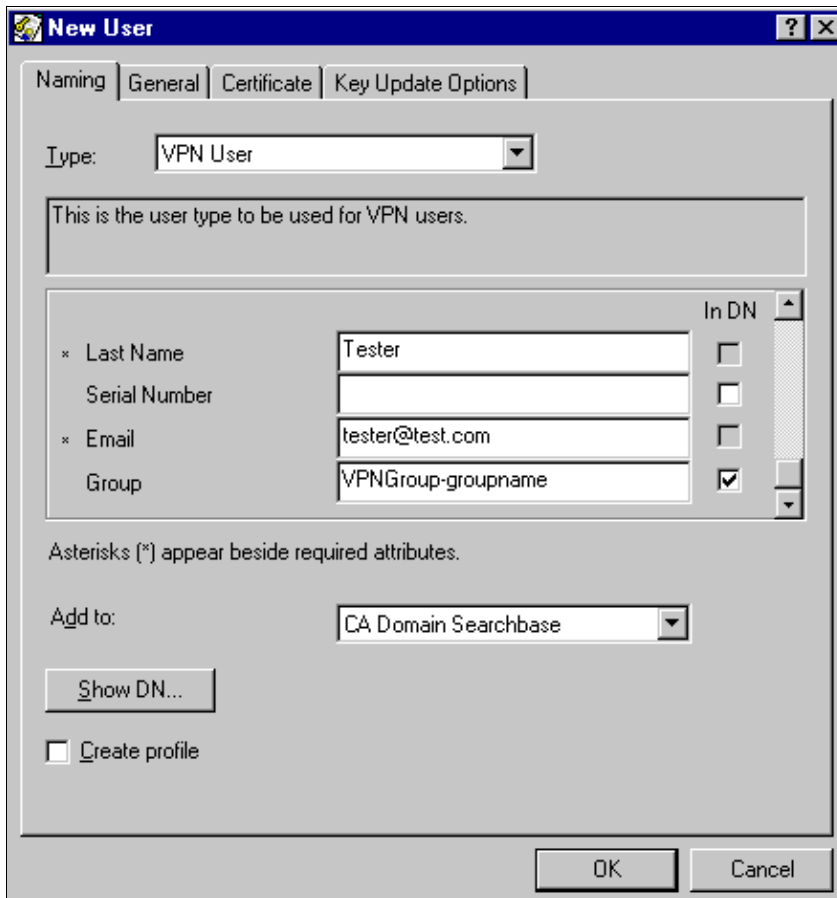 New User
Naming General Certificate Key Update Options
Type: VPN User
This is the user type to be used for VPN users.
In DN
* Last Name Tester
Serial Number
* Email tester@test.com
Group VPNGroup-groupname
Asterisks (*) appear beside required attributes.
Add to: CA Domain Searchbase
Show DN...
Create profile
OK Cancel